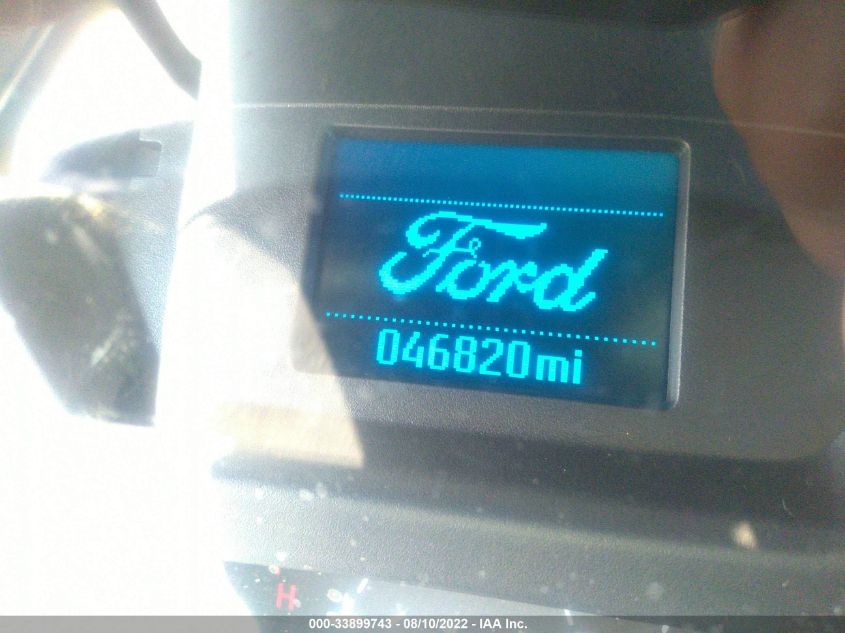 Ford
046820mi
H
000-33899743 - 08/10/2022 - IAA Inc.